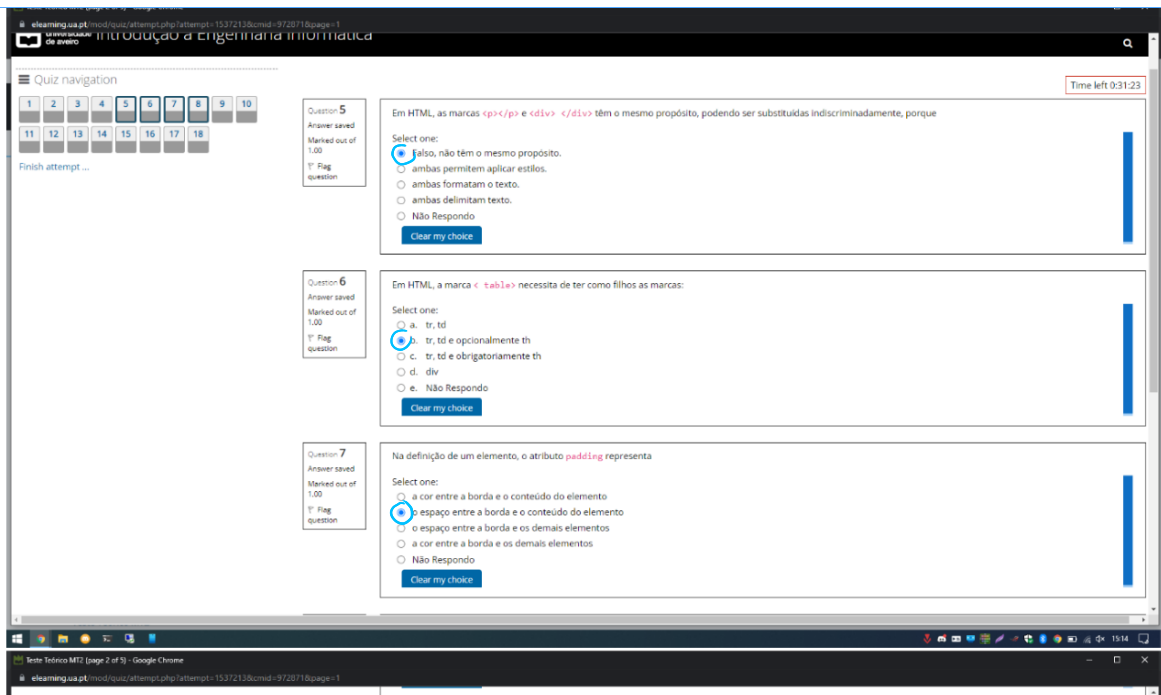 elearning.ua.pt/mod/quiz/attempt.php?attempt=1537213&cmid=972871&page=1
universidade
de aveiro
Introdução à Engenharia Informática
Quiz navigation
1 2 3 4 5 6 7 8 9 10
11 12 13 14 15 16 17 18
Finish attempt ...
Time left 0:31:23
Question 5
Answer saved
Marked out of
1.00
Flag
question
Em HTML, as marcas <p></p> e <div> </div> têm o mesmo propósito, podendo ser substituídas indiscriminadamente, porque
Select one:
Falso, não têm o mesmo propósito.
ambas permitem aplicar estilos.
ambas formatam o texto.
ambas delimitam texto.
Não Respondo
Clear my choice
Question 6
Answer saved
Marked out of
1.00
Flag
question
Em HTML, a marca < table> necessita de ter como filhos as marcas:
Select one:
a. tr, td
b. tr, td e opcionalmente th
c. tr, td e obrigatoriamente th
d. div
e. Não Respondo
Clear my choice
Question 7
Answer saved
Marked out of
1.00
Flag
question
Na definição de um elemento, o atributo padding representa
Select one:
a cor entre a borda e o conteúdo do elemento
o espaço entre a borda e o conteúdo do elemento
o espaço entre a borda e os demais elementos
a cor entre a borda e os demais elementos
Não Respondo
Clear my choice
15:14
Teste Teórico MT2 (page 2 of 5) - Google Chrome
elearning.ua.pt/mod/quiz/attempt.php?attempt=1537213&cmid=972871&page=1